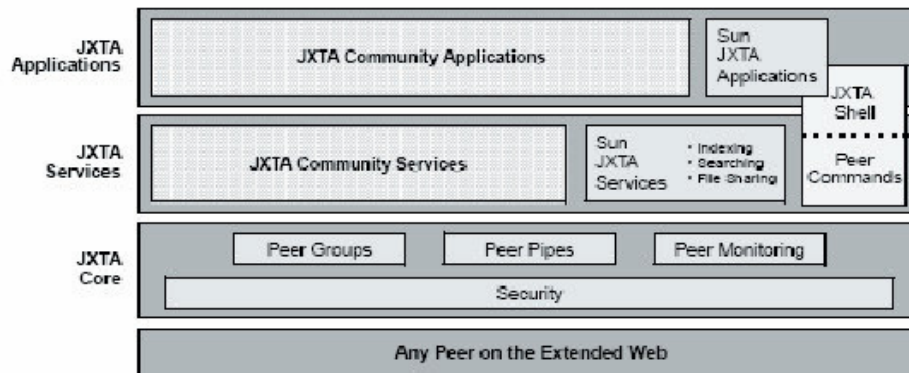 JXTA
Applications
JXTA Community Applications
Sun
JXTA
Applications
JXTA
Shell
Peer
Commands
JXTA
Services
JXTA Community Services
Sun
JXTA
Services
• Indexing
• Searching
• File Sharing
JXTA
Core
Peer Groups
Peer Pipes
Peer Monitoring
Security
Any Peer on the Extended Web